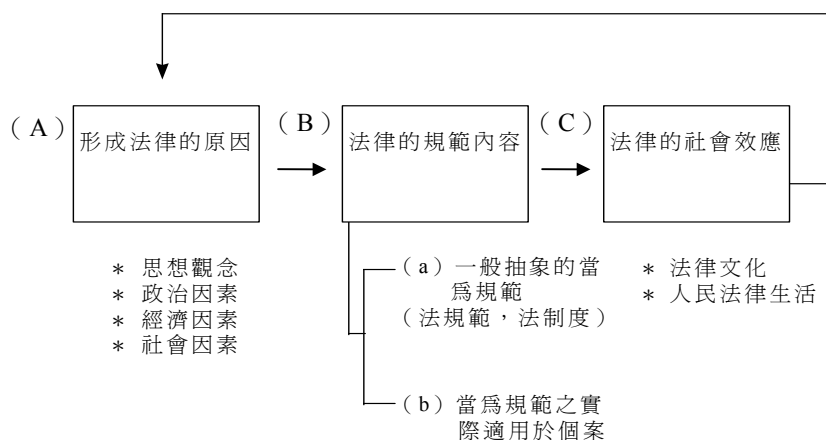 （A）
形成法律的原因
（B）
法律的規範內容
（C）
法律的社會效應
＊ 思想觀念
＊ 政治因素
＊ 經濟因素
＊ 社會因素
（a）一般抽象的當
為規範
（法規範，法制度）
（b）當為規範之實
際適用於個案
＊ 法律文化
＊ 人民法律生活